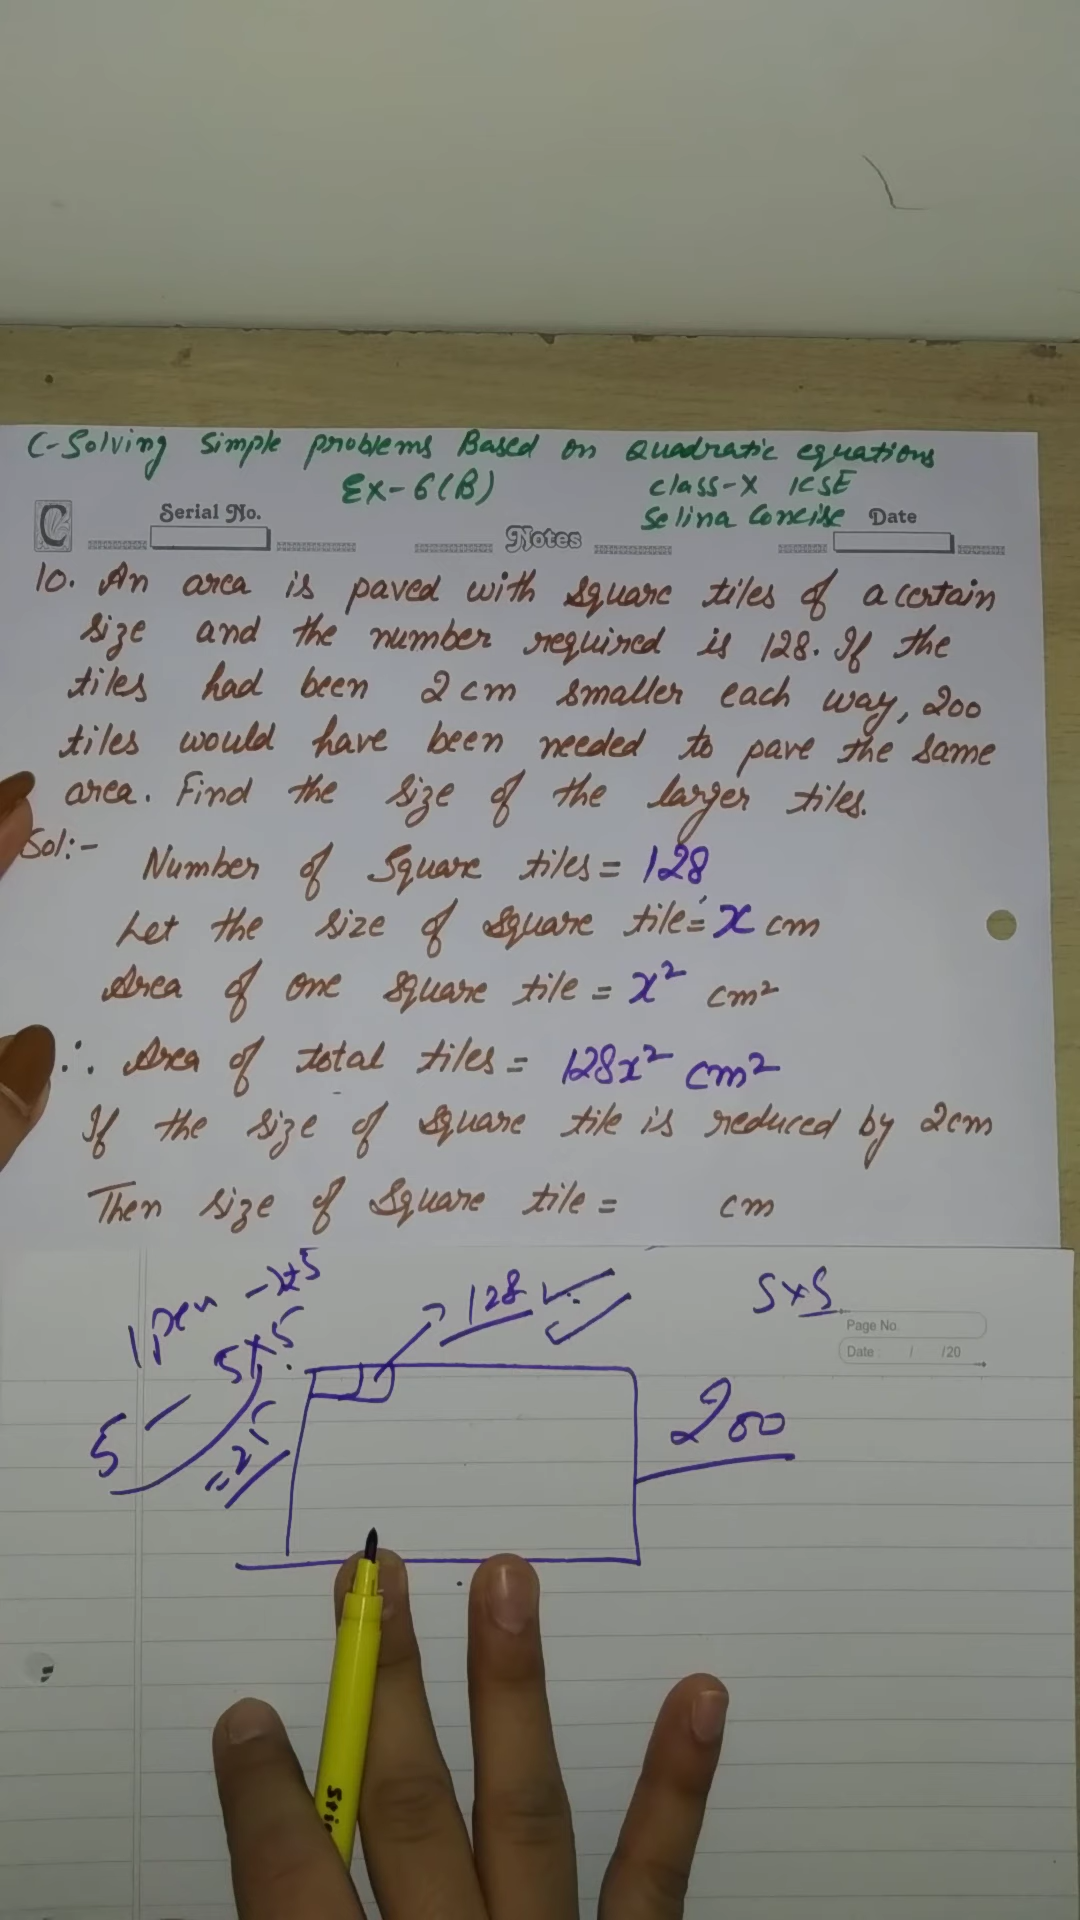 C-Solving Simple problems Based on Quadratic equations
Ex-6(B)
class-X ICSE
Selina Concise
C
Serial No.
Notes
Date
10. An area is paved with square tiles of a certain
size and the number required is 128. If the
tiles had been 2 cm smaller each way, 200
tiles would have been needed to pave the same
area. Find the size of the larger tiles.
Sol:-
Number of Square tiles = 128
Let the size of square tile = x cm
Area of one square tile = x² cm²
∴ Area of total tiles = 128x² cm²
If the size of square tile is reduced by 2cm
Then size of square tile = cm
1 pen
5×5
5
= 25
128
5×5
200
Page No.
Date / /20